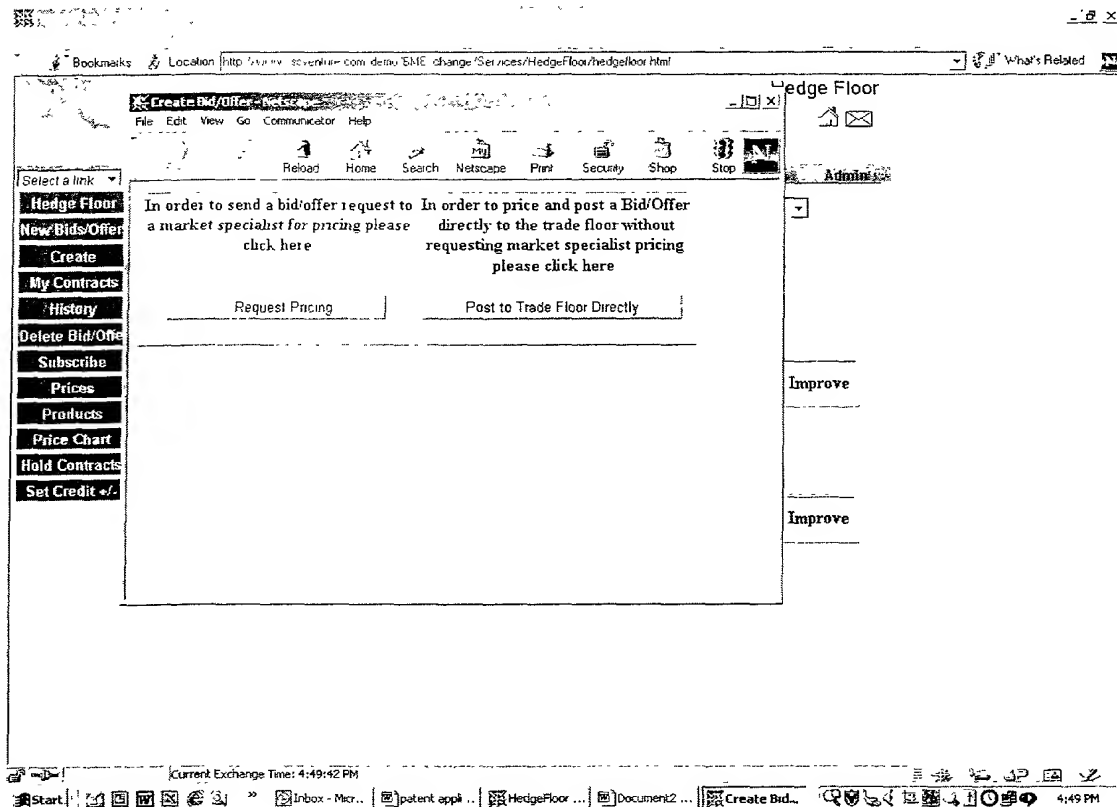 Bookmarks Location http
What's Related
Hedge Floor
Create Bid/Offer - Netscape
File Edit View Go Communicator Help
Reload Home Search Netscape Print Security Shop Stop
Admin
Select a link
Hedge Floor
New Bids/Offer
Create
My Contracts
History
Delete Bid/Offe
Subscribe
Prices
Products
Price Chart
Hold Contracts
Set Credit +/-
In order to send a bid/offer request to a market specialist for pricing please click here
In order to price and post a Bid/Offer directly to the trade floor without requesting market specialist pricing please click here
Request Pricing
Post to Trade Floor Directly
Improve
Improve
Current Exchange Time: 4:49:42 PM
Start » Inbox - Micr.. patent appli .. HedgeFloor ... Document2 ... Create Bid... 4:49 PM